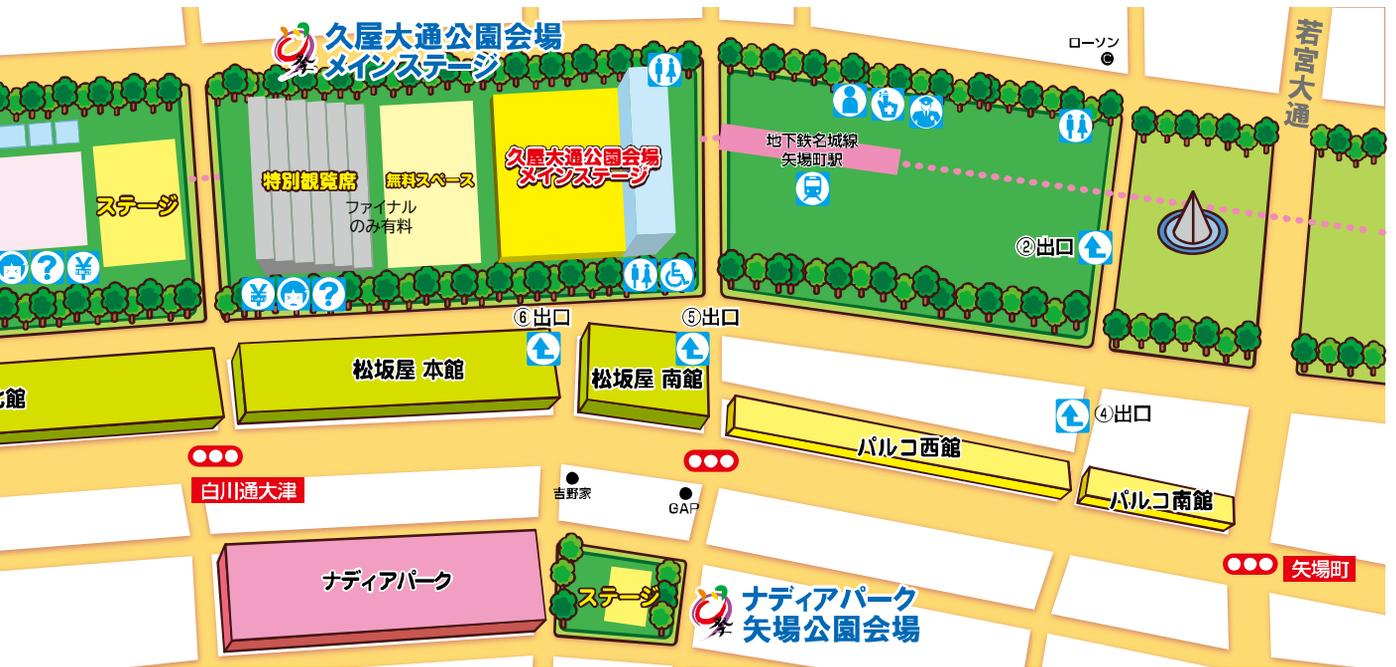 久屋大通公園会場
メインステージ
ローソン
若宮大通
地下鉄名城線
矢場町駅
特別観覧席
無料スペース
ファイナル
のみ有料
久屋大通公園会場
メインステージ
ステージ
②出口
⑥出口
⑤出口
松坂屋 本館
松坂屋 南館
館
④出口
パルコ西館
パルコ南館
白川通大津
吉野家
GAP
矢場町
ナディアパーク
ステージ
ナディアパーク
矢場公園会場